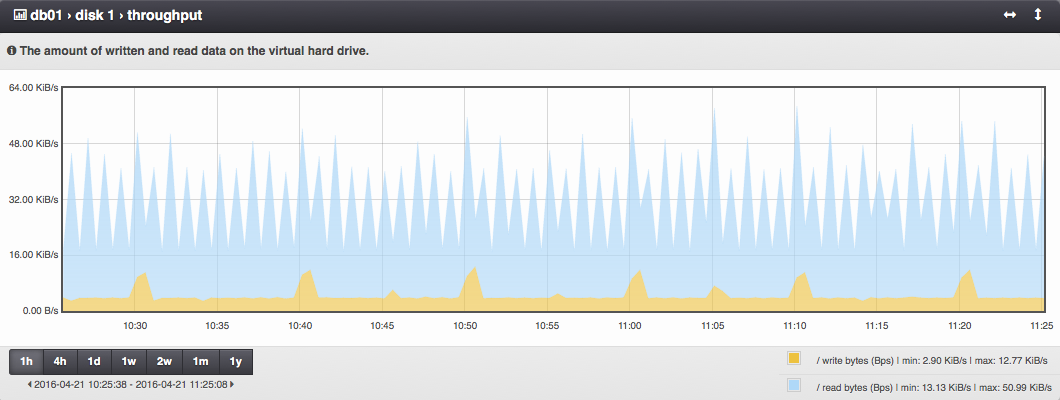 db01 › disk 1 › throughput
The amount of written and read data on the virtual hard drive.
64.00 KiB/s
48.00 KiB/s
32.00 KiB/s
16.00 KiB/s
0.00 B/s
10:30 10:35 10:40 10:45 10:50 10:55 11:00 11:05 11:10 11:15 11:20 11:25
1h 4h 1d 1w 2w 1m 1y
2016-04-21 10:25:38 - 2016-04-21 11:25:08
/ write bytes (Bps) | min: 2.90 KiB/s | max: 12.77 KiB/s
/ read bytes (Bps) | min: 13.13 KiB/s | max: 50.99 KiB/s